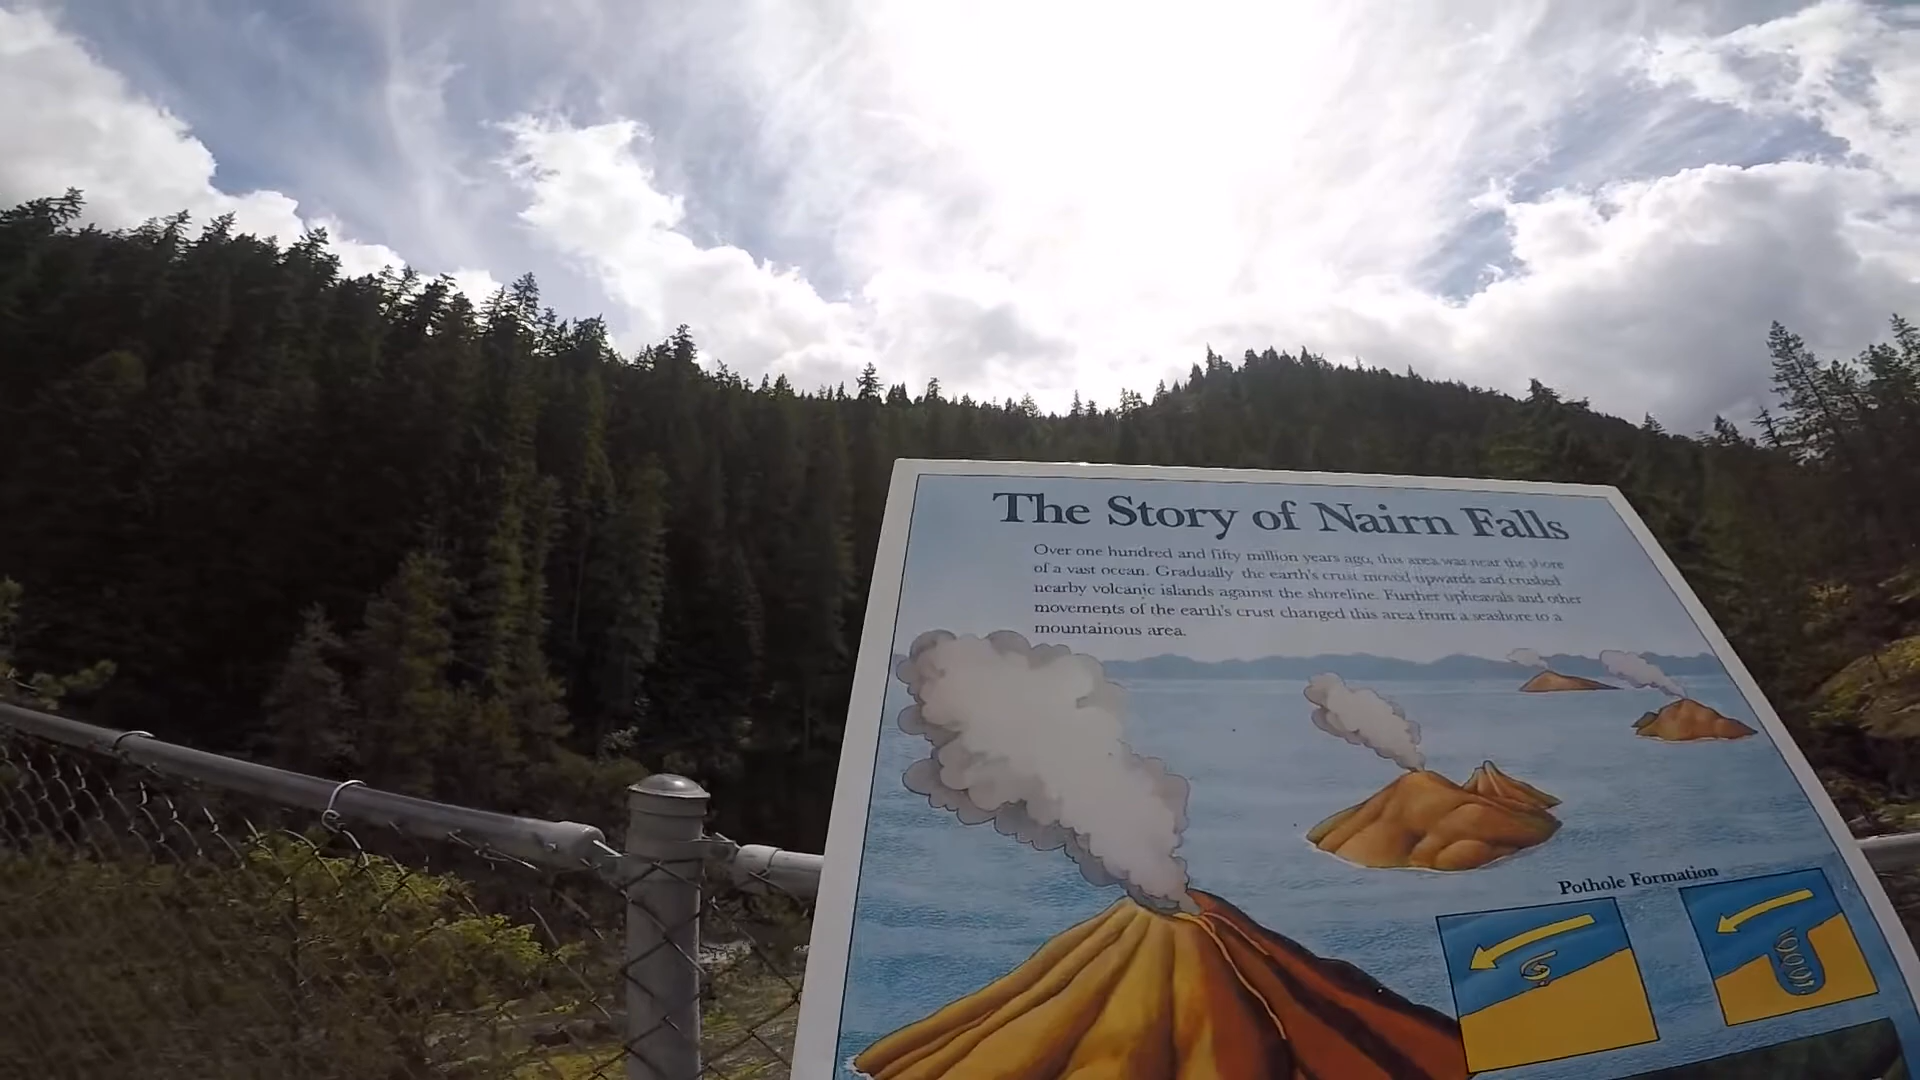 The Story of Nairn Falls
Over one hundred and fifty million years ago, this area was near the shore
of a vast ocean. Gradually the earth's crust moved upwards and crushed
nearby volcanic islands against the shoreline. Further upheavals and other
movements of the earth's crust changed this area from a seashore to a
mountainous area.
Pothole Formation